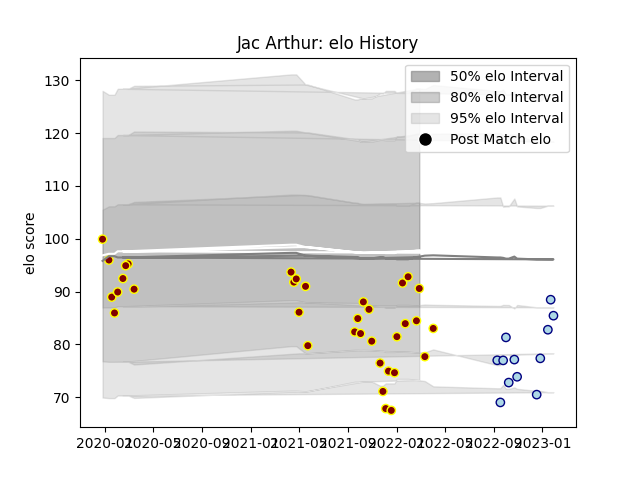 Jac Arthur: elo History
50% elo Interval
80% elo Interval
95% elo Interval
Post Match elo
elo score
130
120
110
100
90
80
70
2020-01 2020-05 2020-09 2021-01 2021-05 2021-09 2022-01 2022-05 2022-09 2023-01